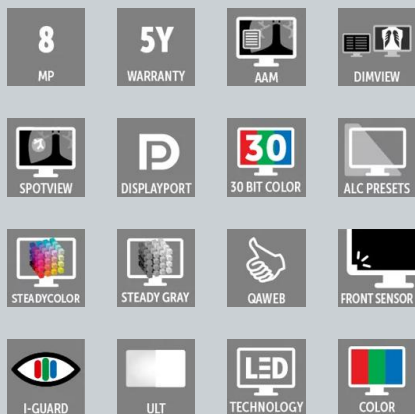 8
MP
5Y
WARRANTY
AAM
DIMVIEW
SPOTVIEW
DISPLAYPORT
30
30 BIT COLOR
ALC PRESETS
STEADYCOLOR
STEADY GRAY
QAWEB
FRONT SENSOR
I-GUARD
ULT
LED
TECHNOLOGY
COLOR